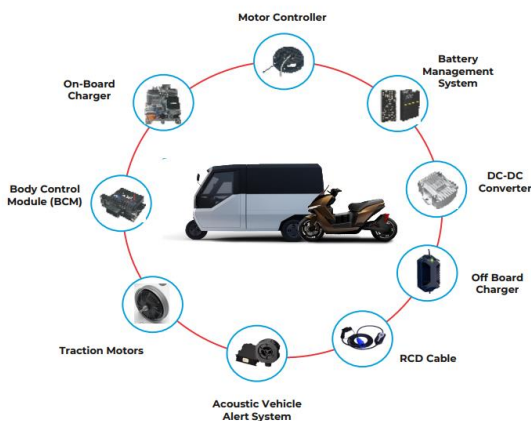 Motor Controller
Battery
Management
System
DC-DC
Converter
Off Board
Charger
RCD Cable
Acoustic Vehicle
Alert System
Traction Motors
Body Control
Module (BCM)
On-Board
Charger